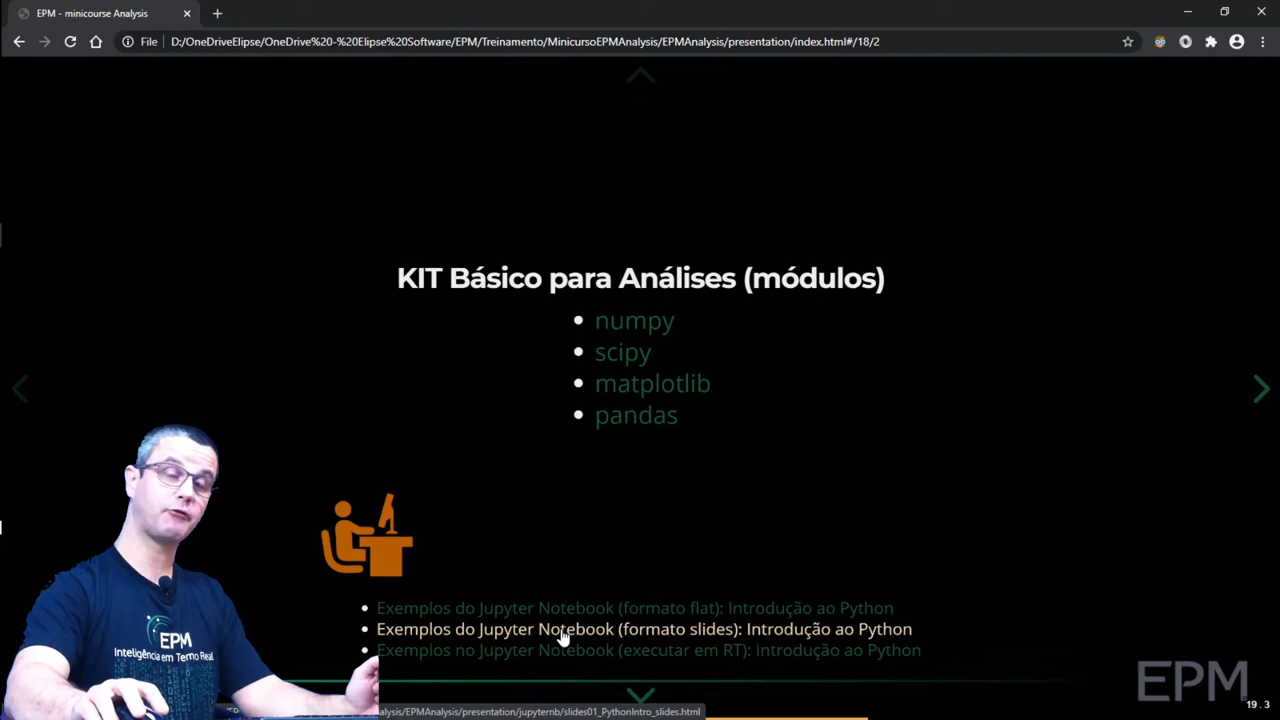 EPM - minicourse Analysis
File
D:/OneDriveElipse/OneDrive%20-%20Elipse%20Software/EPM/Treinamento/MinicursoEPMAnalysis/EPMAnalysis/presentation/index.html#/18/2
KIT Básico para Análises (módulos)
numpy
scipy
matplotlib
pandas
Exemplos do Jupyter Notebook (formato flat): Introdução ao Python
Exemplos do Jupyter Notebook (formato slides): Introdução ao Python
Exemplos no Jupyter Notebook (executar em RT): Introdução ao Python
EPM
Inteligência em Tempo Real
EPM
19.3
alysis/EPMAnalysis/presentation/jupyternb/slides01_PythonIntro_slides.html